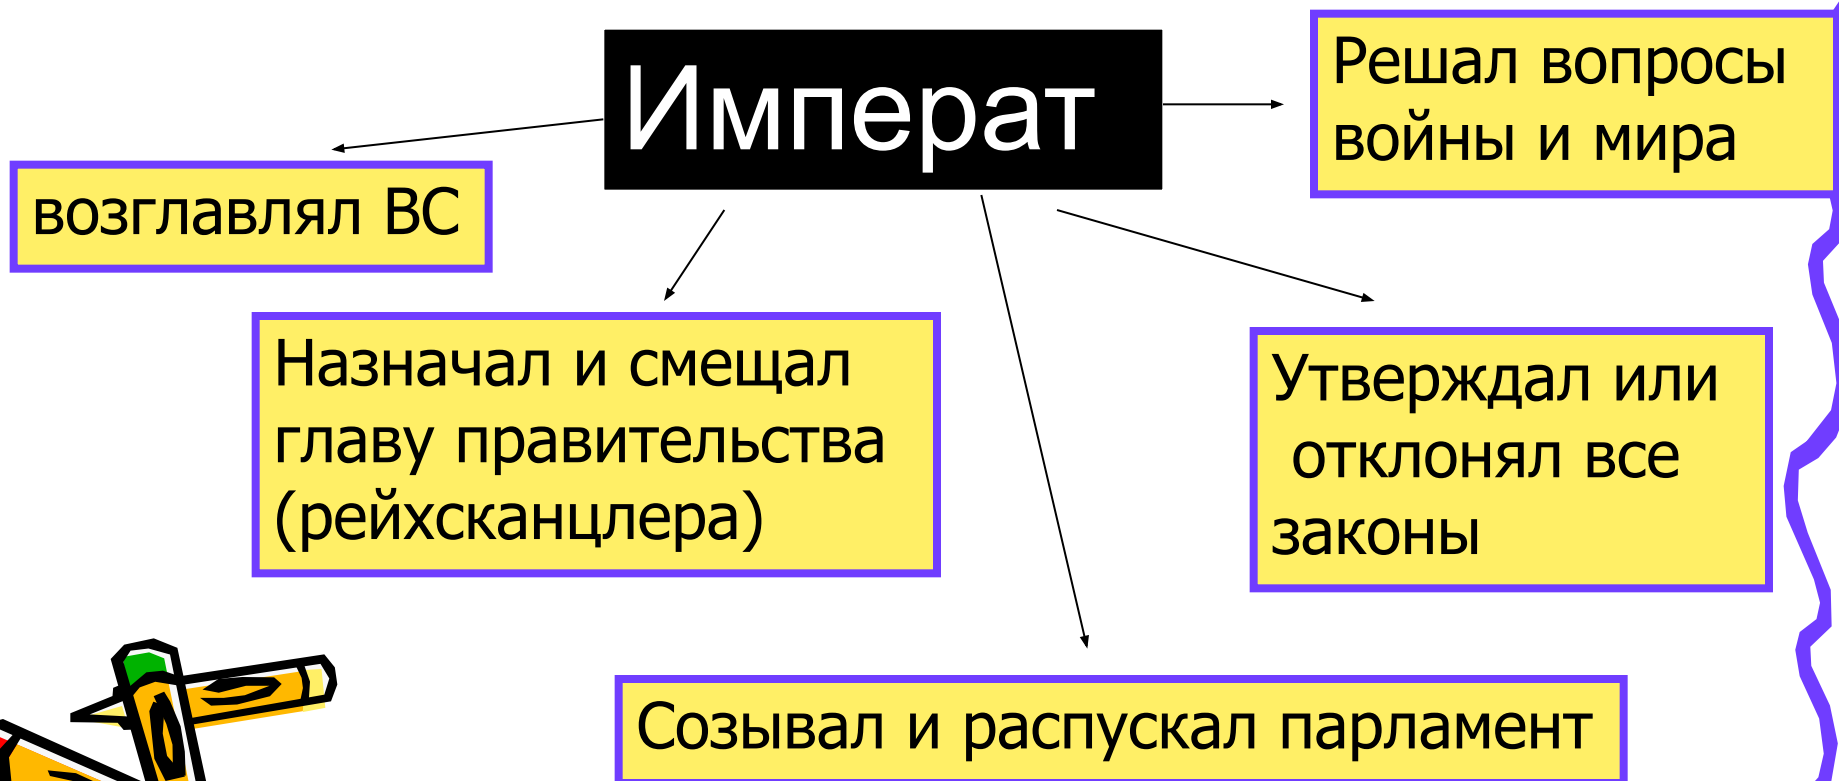 Императ
Решал вопросы
войны и мира
возглавлял ВС
Назначал и смещал
главу правительства
(рейхсканцлера)
Утверждал или
отклонял все
законы
Созывал и распускал парламент